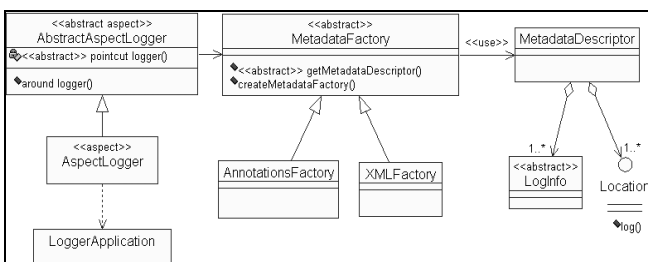 <<abstract aspect>>
AbstractAspectLogger
<<abstract>> pointcut logger()
around logger()
<<abstract>>
MetadataFactory
<<abstract>> getMetadataDescriptor()
createMetadataFactory()
<<use>>
MetadataDescriptor
<<aspect>>
AspectLogger
AnnotationsFactory
XMLFactory
1..*
1..*
<<abstract>>
LogInfo
Location
log()
LoggerApplication